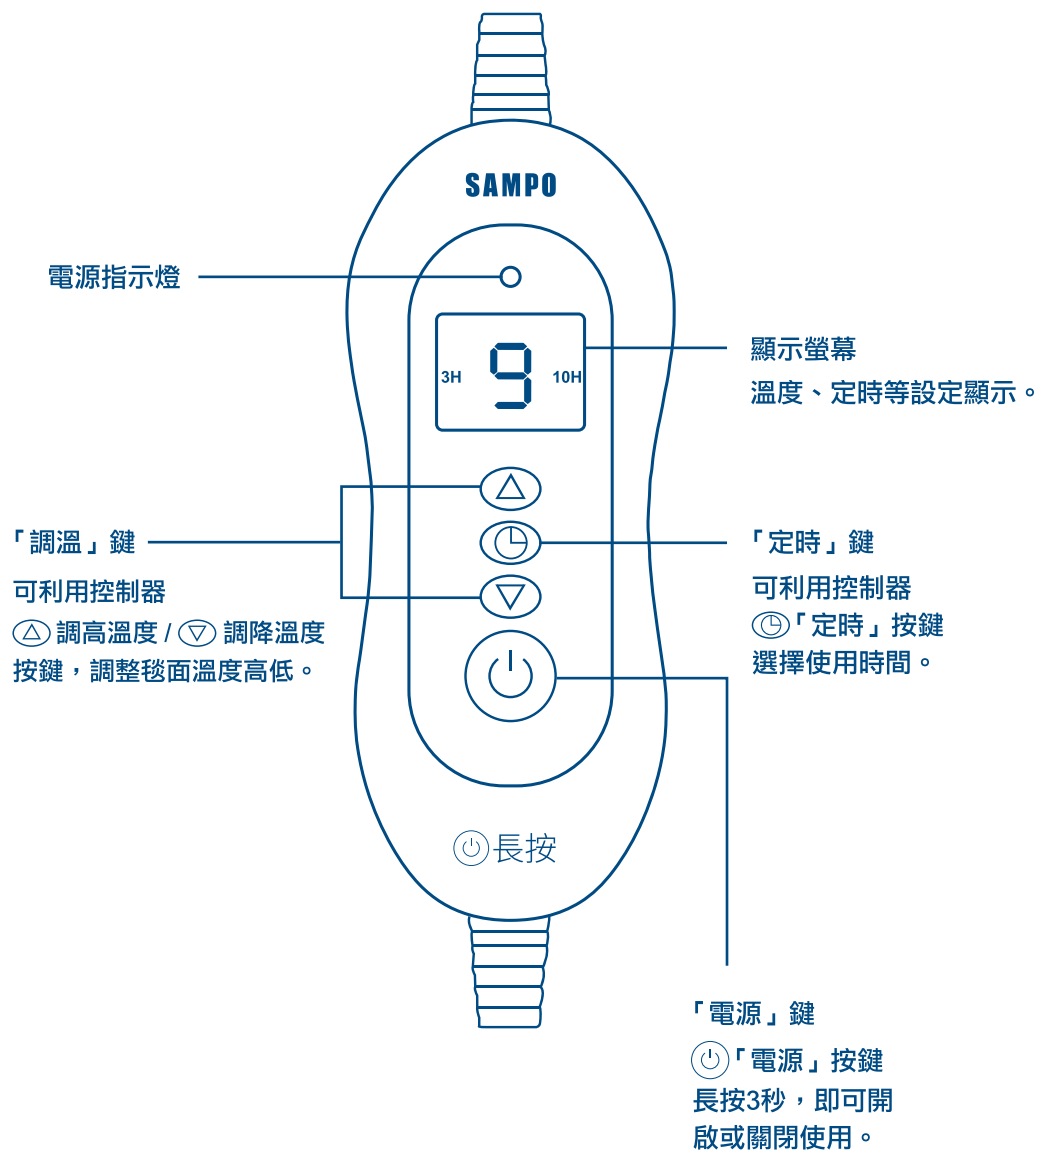 SAMPO
電源指示燈
3H 9 10H
顯示螢幕
溫度、定時等設定顯示。
「調溫」鍵
可利用控制器
調高溫度 / 調降溫度
按鍵,調整毯面溫度高低。
「定時」鍵
可利用控制器
「定時」按鍵
選擇使用時間。
長按
「電源」鍵
「電源」按鍵
長按3秒,即可開
啟或關閉使用。